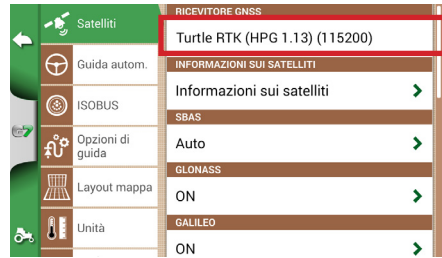 Satelliti
Guida autom.
ISOBUS
Opzioni di
guida
Layout mappa
Unità
RICEVITORE GNSS
Turtle RTK (HPG 1.13) (115200)
INFORMAZIONI SUI SATELLITI
Informazioni sui satelliti
SBAS
Auto
GLONASS
ON
GALILEO
ON